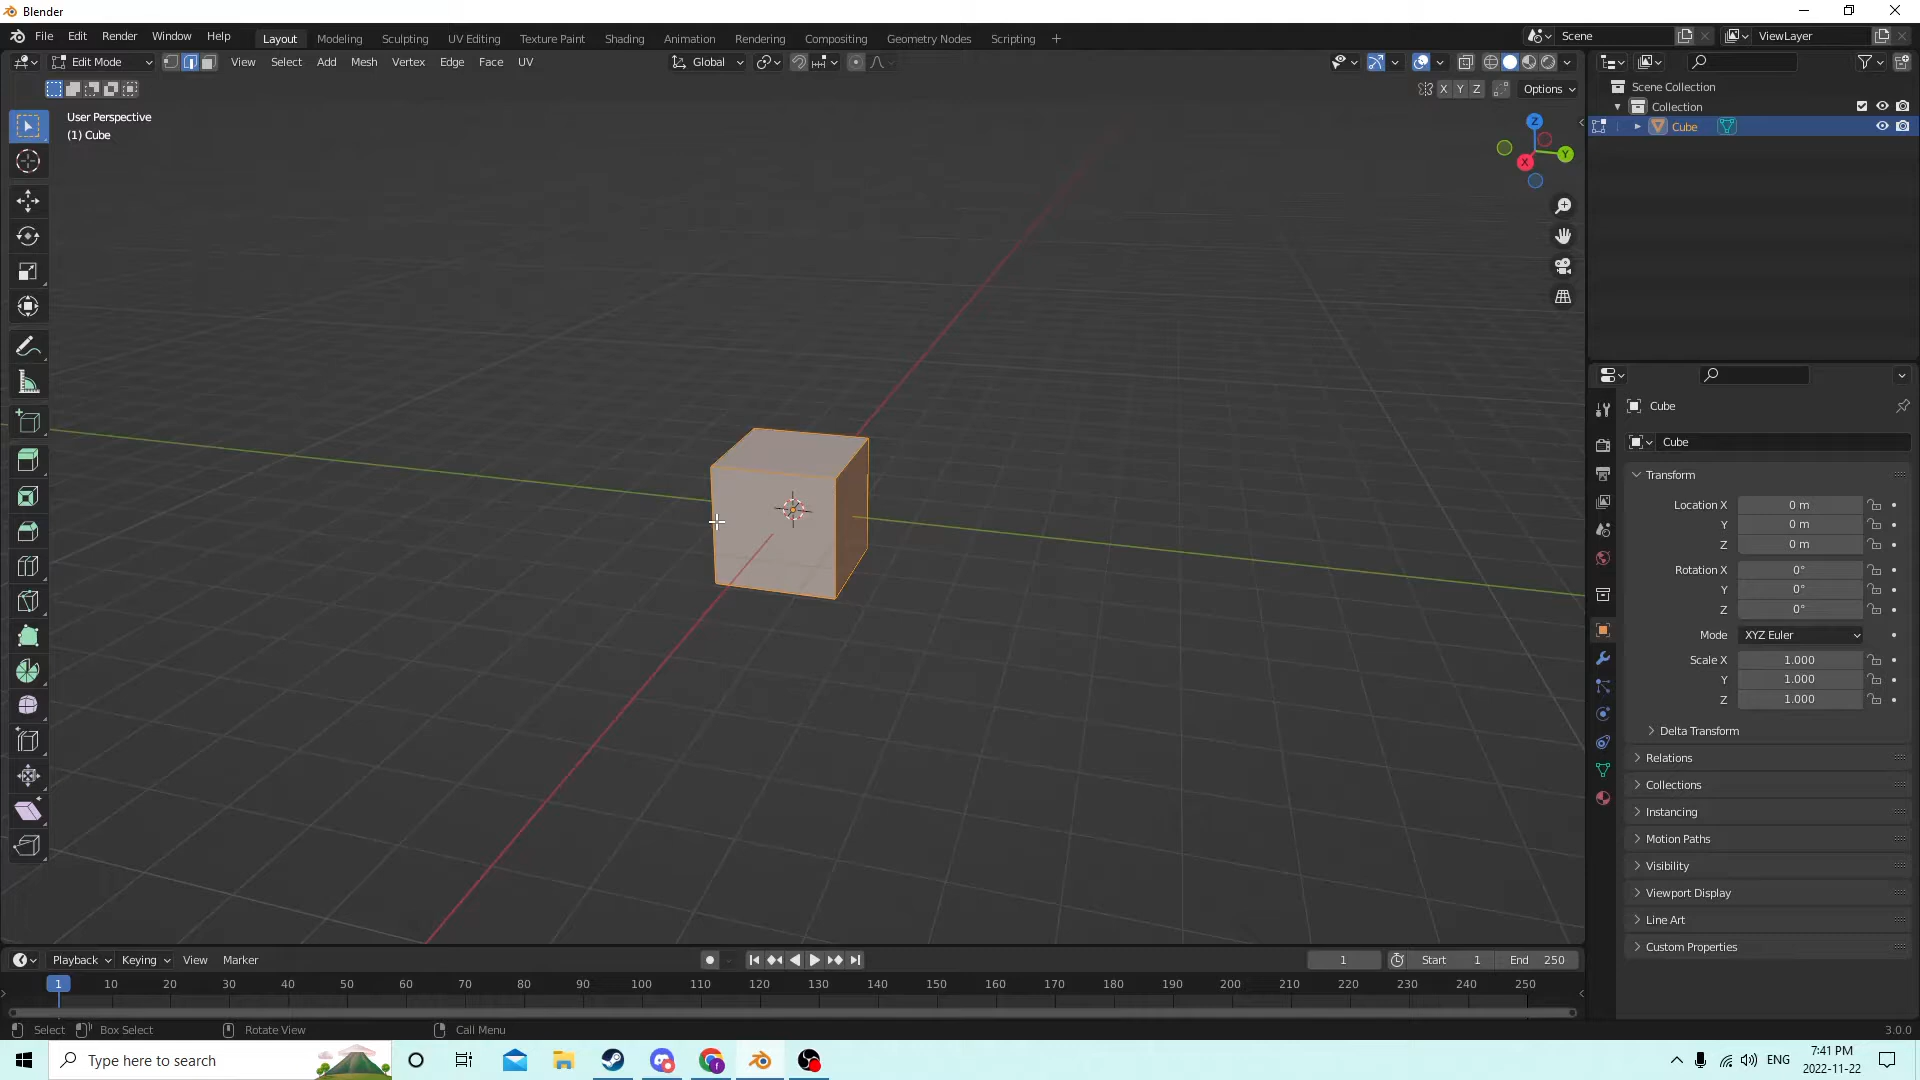 Blender
File Edit Render Window Help Layout Modeling Sculpting UV Editing Texture Paint Shading Animation Rendering Compositing Geometry Nodes Scripting + Scene ViewLayer
Edit Mode View Select Add Mesh Vertex Edge Face UV Global
X Y Z Options
User Perspective
(1) Cube
Z
Y
X
Scene Collection
Collection
Cube
Cube
Cube
Transform
Location X 0 m
Y 0 m
Z 0 m
Rotation X 0°
Y 0°
Z 0°
Mode XYZ Euler
Scale X 1.000
Y 1.000
Z 1.000
Delta Transform
Relations
Collections
Instancing
Motion Paths
Visibility
Viewport Display
Line Art
Custom Properties
Playback Keying View Marker 1 Start 1 End 250
1 10 20 30 40 50 60 70 80 90 100 110 120 130 140 150 160 170 180 190 200 210 220 230 240 250
Select Box Select Rotate View Call Menu 3.0.0
Type here to search ENG 7:41 PM
2022-11-22